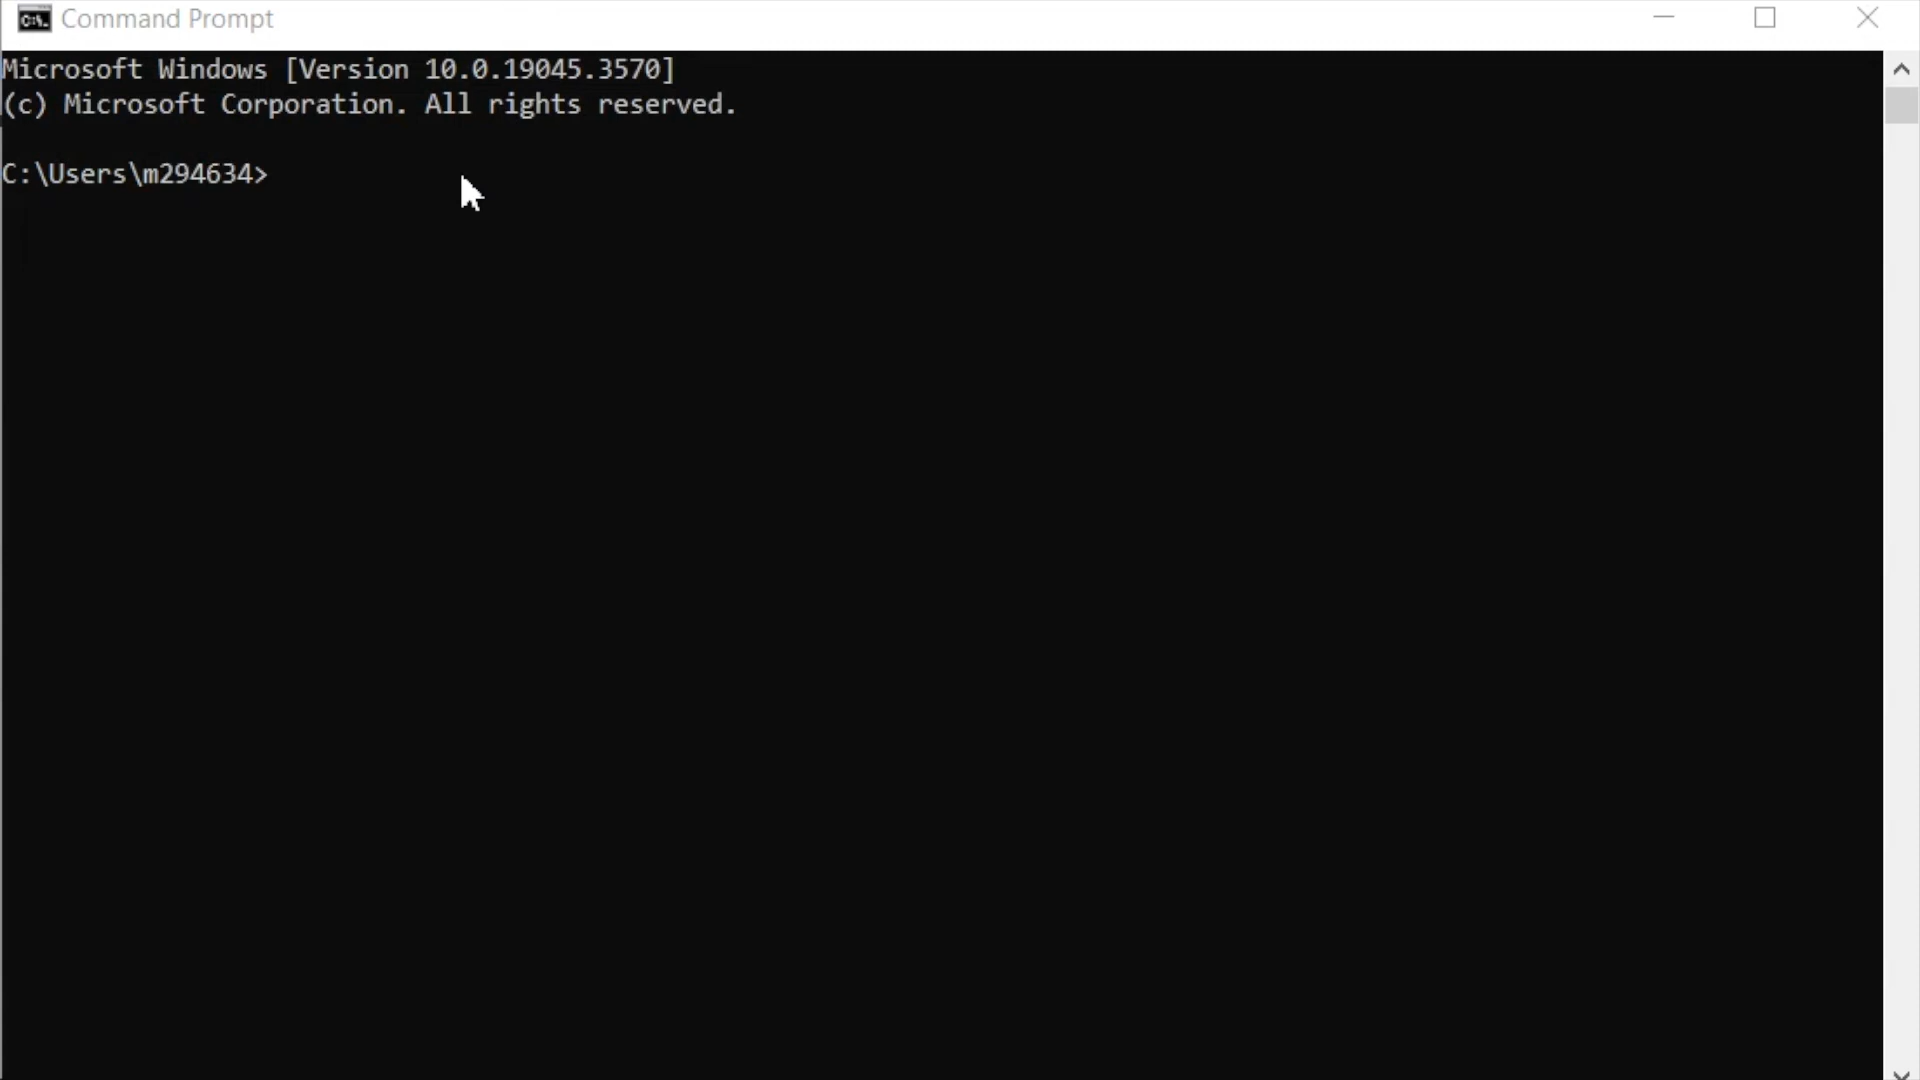 Command Prompt
Microsoft Windows [Version 10.0.19045.3570]
(c) Microsoft Corporation. All rights reserved.
C:\Users\m294634>